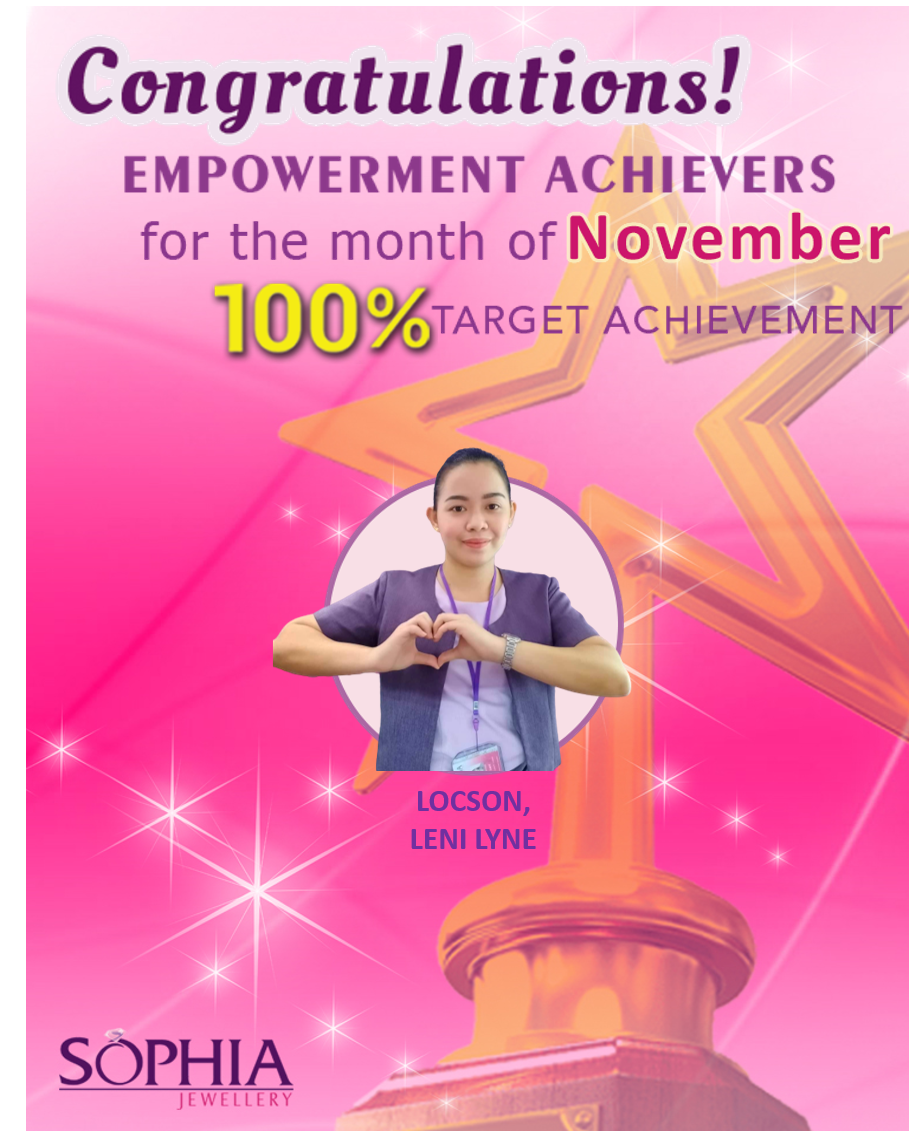 Congratulations!
EMPOWERMENT ACHIEVERS
for the month of November
100% TARGET ACHIEVEMENT
LOCSON,
LENI LYNE
SOPHIA
JEWELLERY